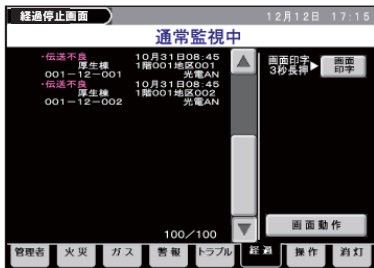 経過停止画面
12月12日 17:15
通常監視中
・伝送不良 10月31日08:45
厚生棟 1階001地区001
001-12-001 光電AN
・伝送不良 10月31日08:45
厚生棟 1階001地区002
001-12-002 光電AN
画面印字
3秒長押
画面
印字
100/100
画面動作
管理者 火災 ガス 警報 トラブル 経過 操作 消灯